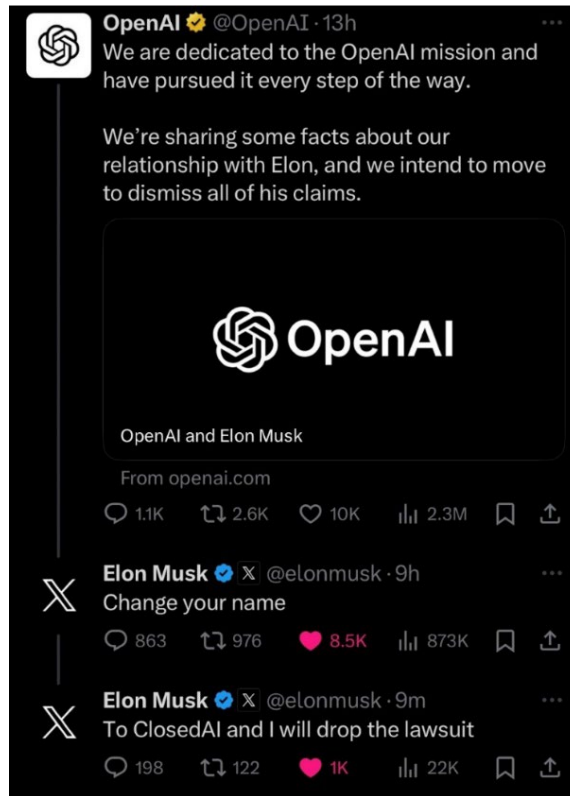 OpenAI @OpenAI · 13h
We are dedicated to the OpenAI mission and
have pursued it every step of the way.
We’re sharing some facts about our
relationship with Elon, and we intend to move
to dismiss all of his claims.
OpenAI
OpenAI and Elon Musk
From openai.com
1.1K 2.6K 10K 2.3M
Elon Musk X @elonmusk · 9h
Change your name
863 976 8.5K 873K
Elon Musk X @elonmusk · 9m
To ClosedAI and I will drop the lawsuit
198 122 1K 22K